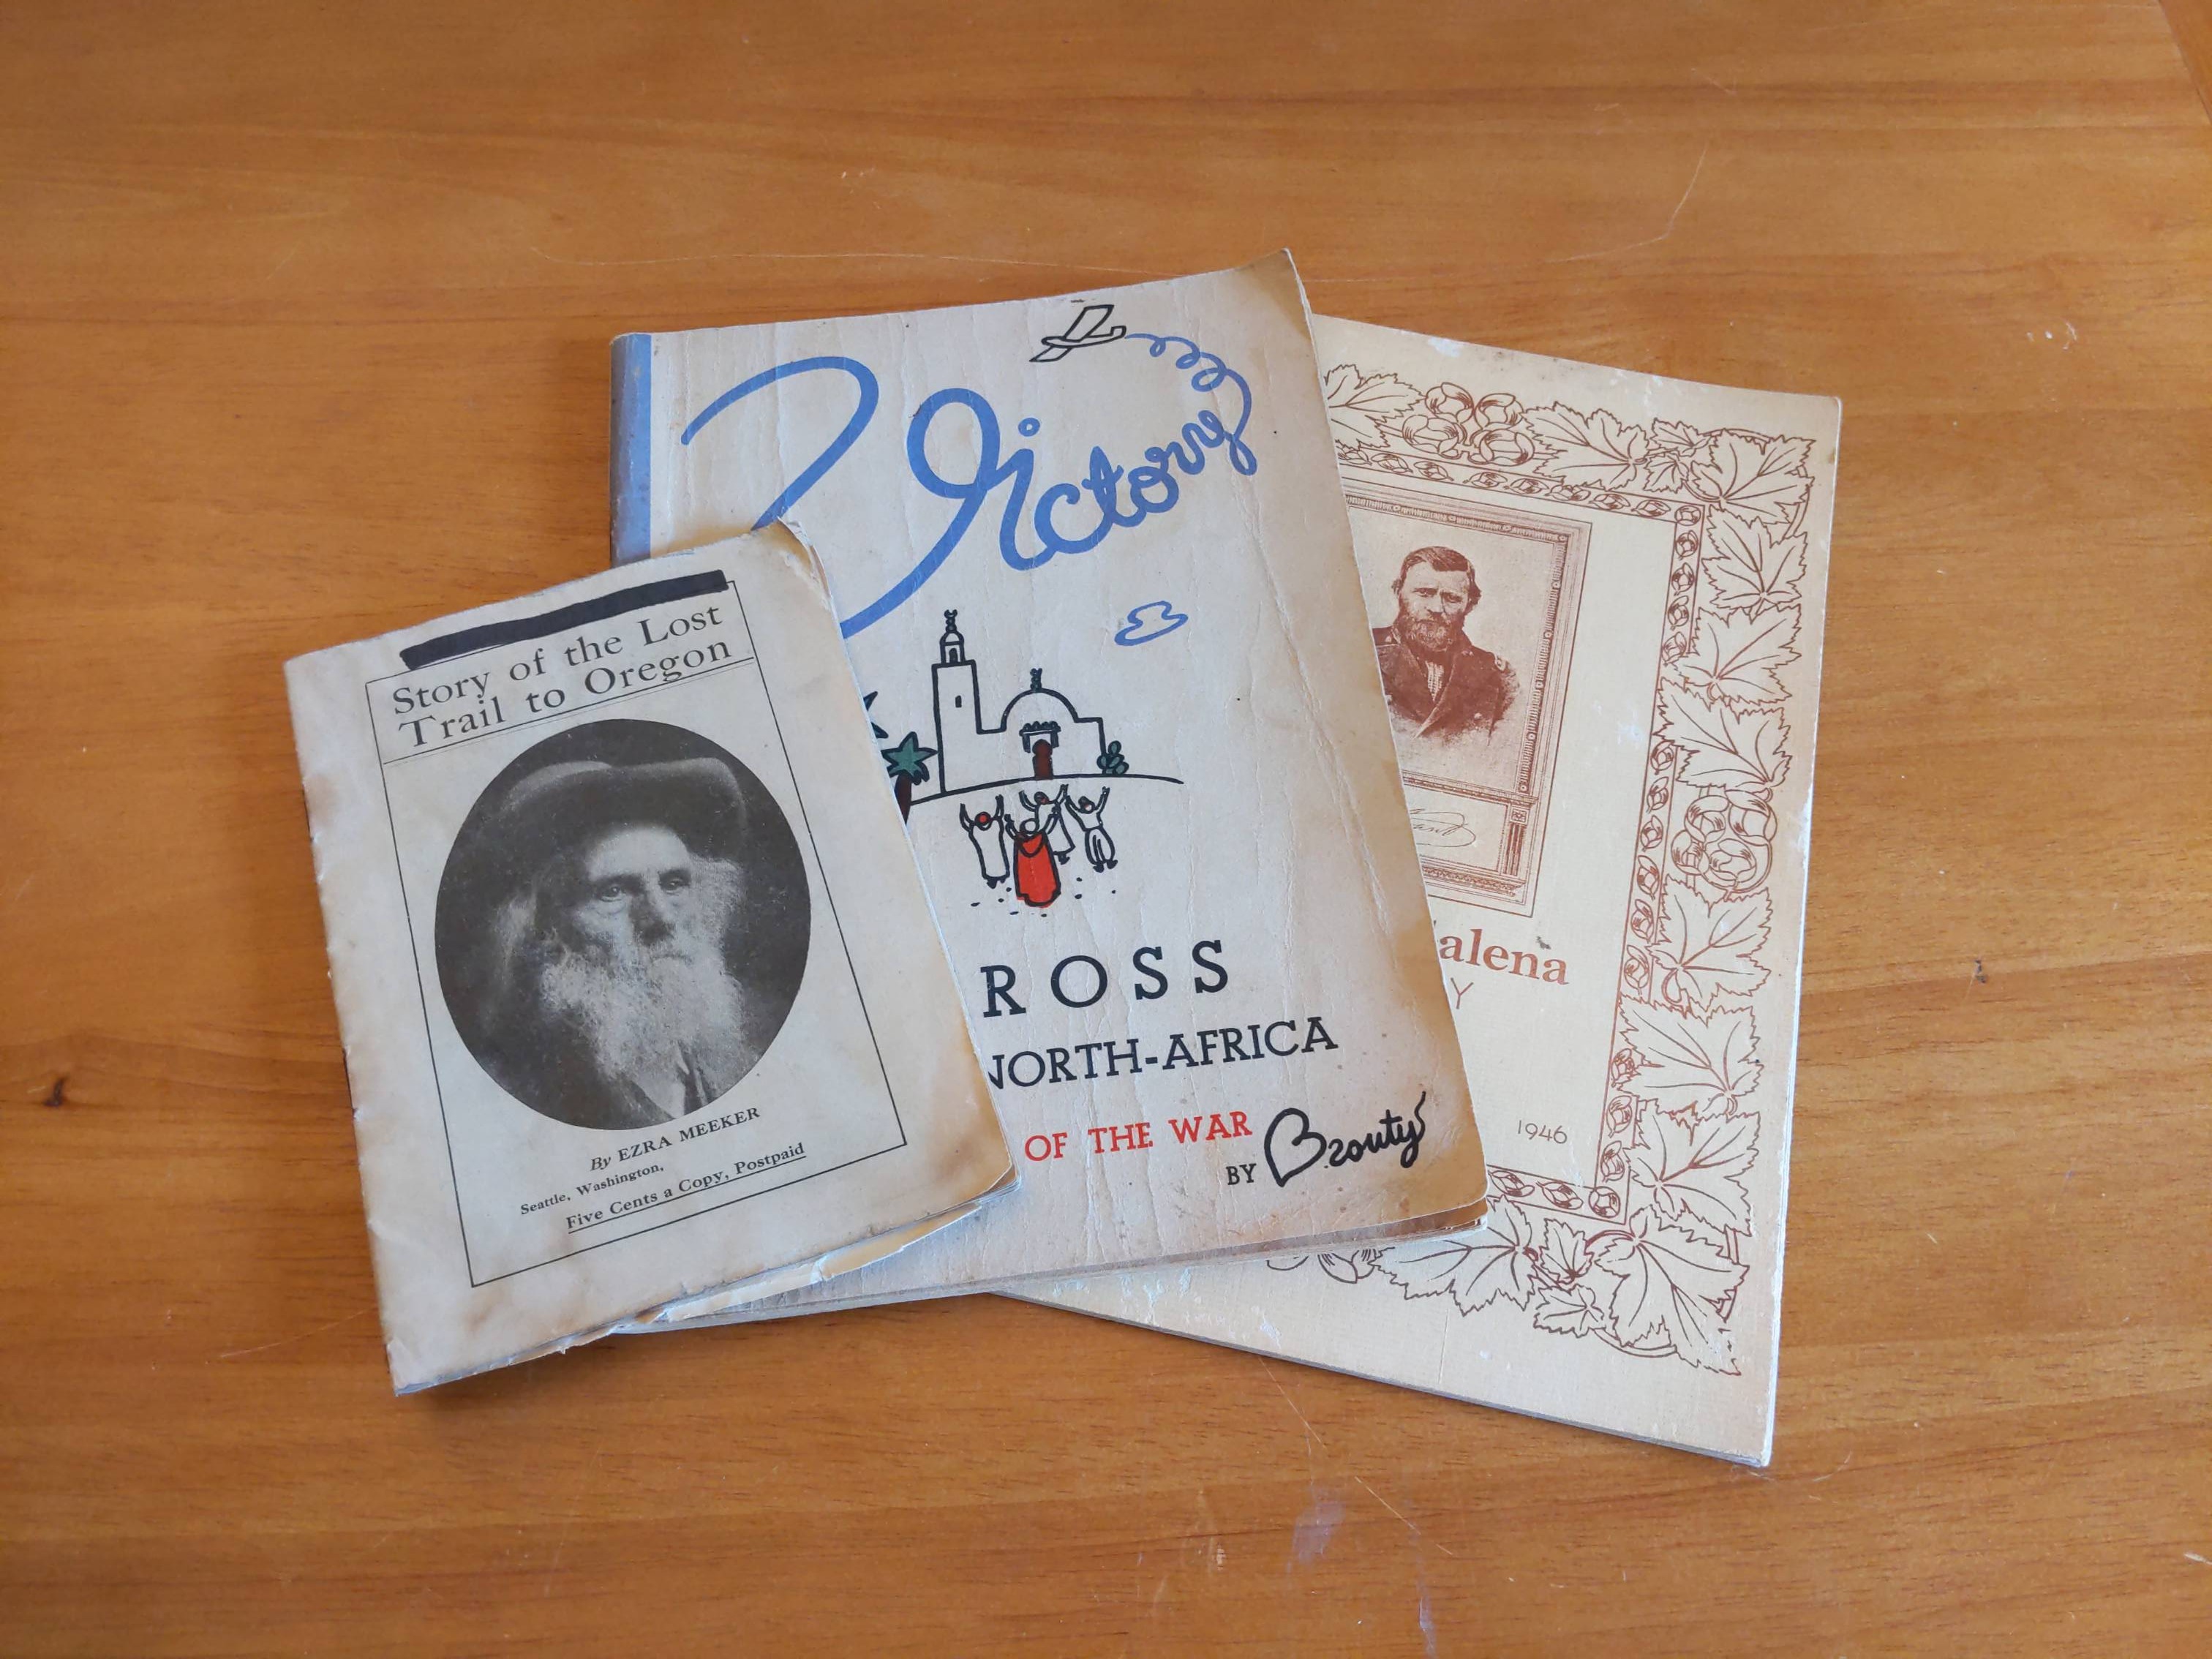 Story of the Lost
Trail to Oregon
By EZRA MEEKER
Seattle, Washington,
Five Cents a Copy, Postpaid
Victory
ROSS
NORTH-AFRICA
OF THE WAR
BY Brouty
alena
Y
1946